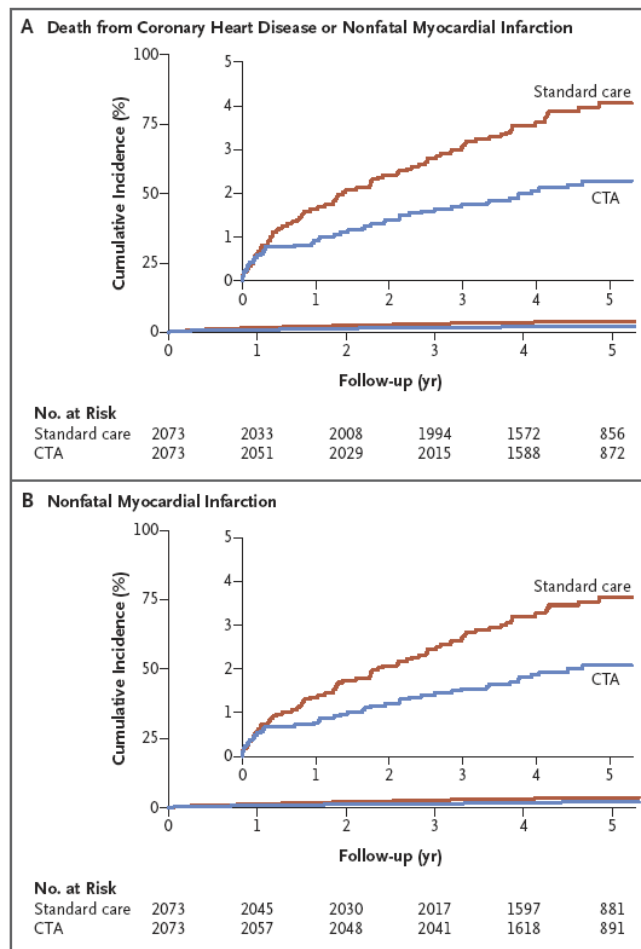 A Death from Coronary Heart Disease or Nonfatal Myocardial Infarction
Cumulative Incidence (%)
100
75
50
25
0
5
4
3
2
1
0
Standard care
CTA
0 1 2 3 4 5
0 1 2 3 4 5
Follow-up (yr)
No. at Risk
Standard care 2073 2033 2008 1994 1572 856
CTA 2073 2051 2029 2015 1588 872
B Nonfatal Myocardial Infarction
Cumulative Incidence (%)
100
75
50
25
0
5
4
3
2
1
0
Standard care
CTA
0 1 2 3 4 5
0 1 2 3 4 5
Follow-up (yr)
No. at Risk
Standard care 2073 2045 2030 2017 1597 881
CTA 2073 2057 2048 2041 1618 891